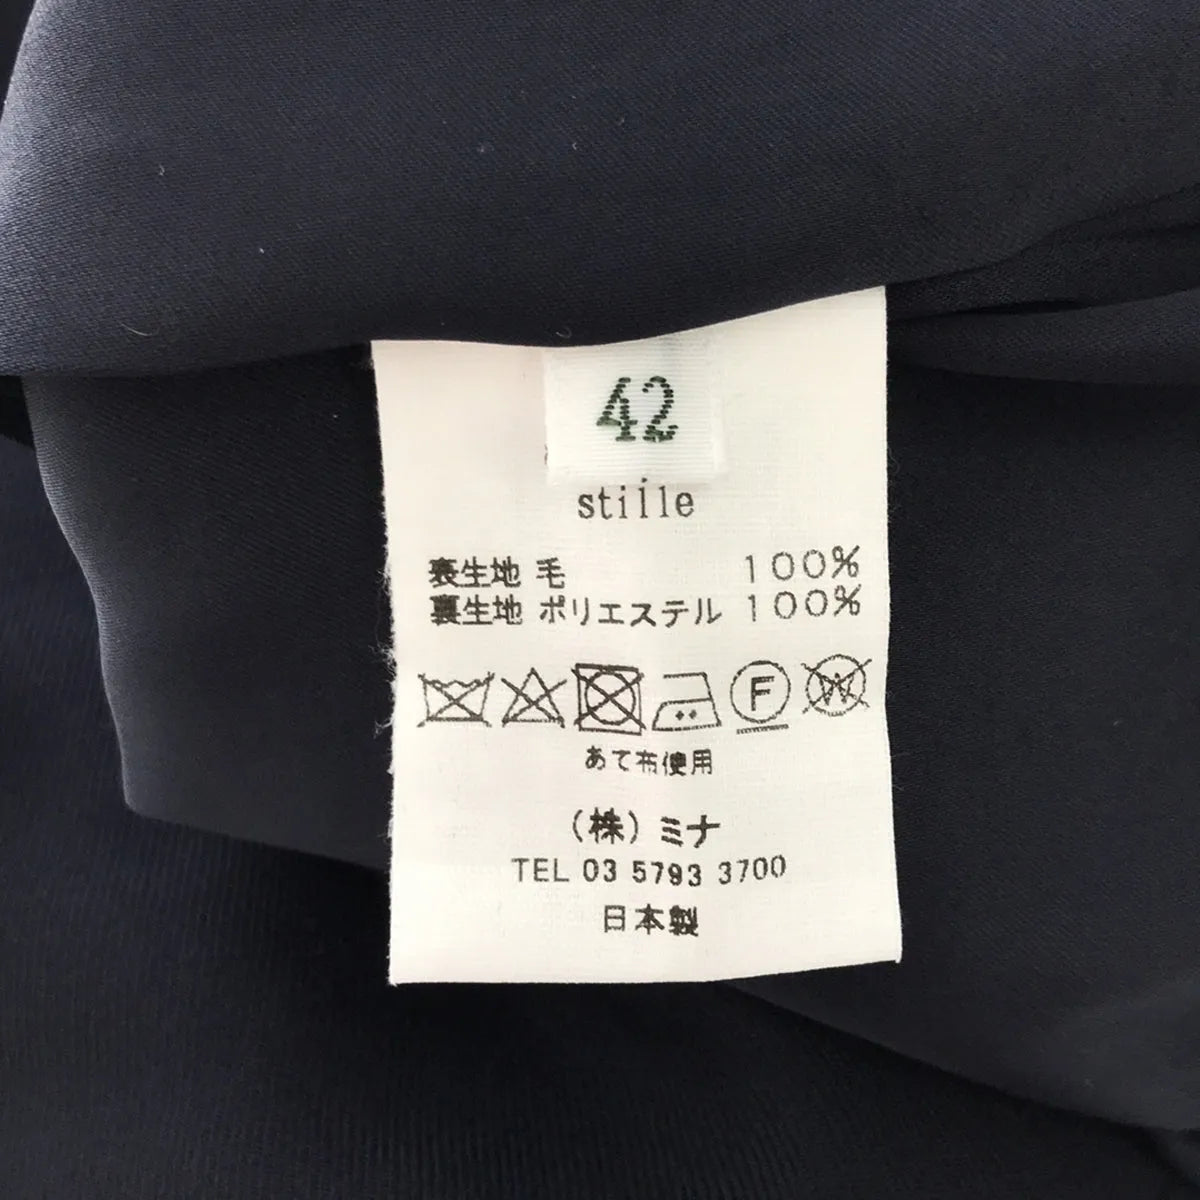 42
stille
表生地 毛 100%
裏生地 ポリエステル 100%
F W
あて布使用
(株)ミナ
TEL 03 5793 3700
日本製